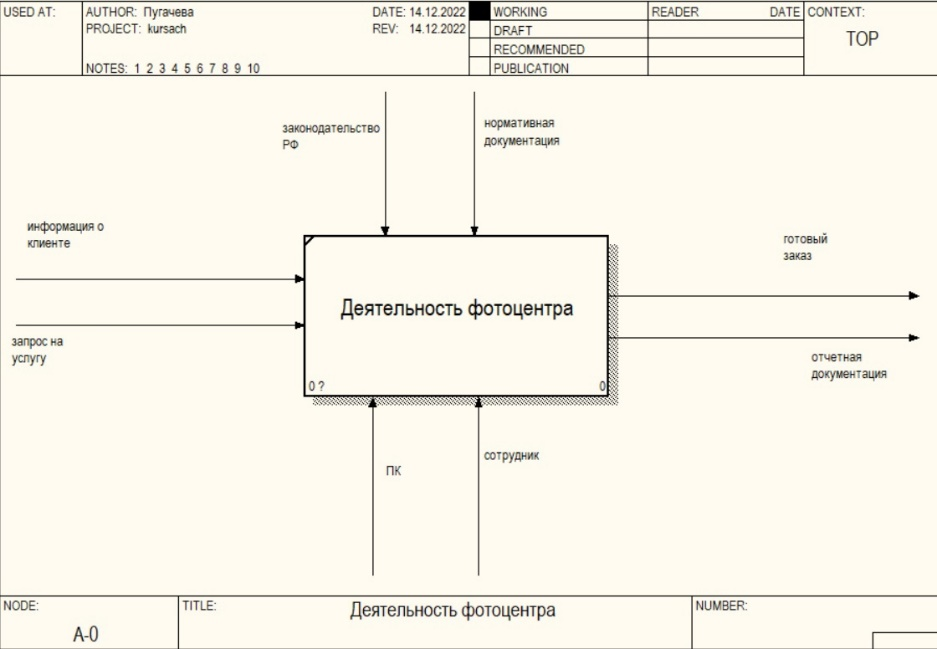 USED AT:
AUTHOR: Пугачева
DATE: 14.12.2022
WORKING
READER
DATE
CONTEXT:
PROJECT: kursach
REV: 14.12.2022
DRAFT
TOP
RECOMMENDED
NOTES: 1 2 3 4 5 6 7 8 9 10
PUBLICATION
законодательство
РФ
нормативная
документация
информация о
клиенте
готовый
заказ
Деятельность фотоцентра
запрос на
услугу
отчетная
документация
0 ?
0
ПК
сотрудник
NODE:
TITLE:
Деятельность фотоцентра
NUMBER:
A-0